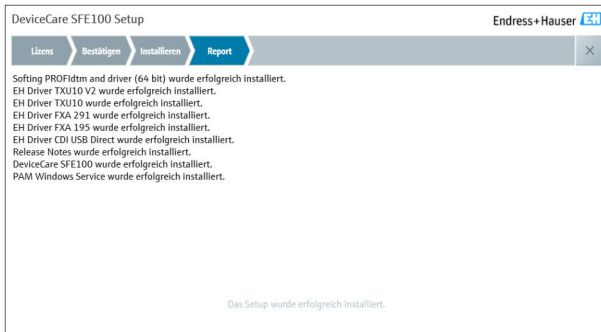 DeviceCare SFE100 Setup
Endress+Hauser EH
Lizens Bestätigen Installieren Report
Softing PROFIdtm and driver (64 bit) wurde erfolgreich installiert.
EH Driver TXU10 V2 wurde erfolgreich installiert.
EH Driver TXU10 wurde erfolgreich installiert.
EH Driver FXA 291 wurde erfolgreich installiert.
EH Driver FXA 195 wurde erfolgreich installiert.
EH Driver CDI USB Direct wurde erfolgreich installiert.
Release Notes wurde erfolgreich installiert.
DeviceCare SFE100 wurde erfolgreich installiert.
PAM Windows Service wurde erfolgreich installiert.
Das Setup wurde erfolgreich installiert.